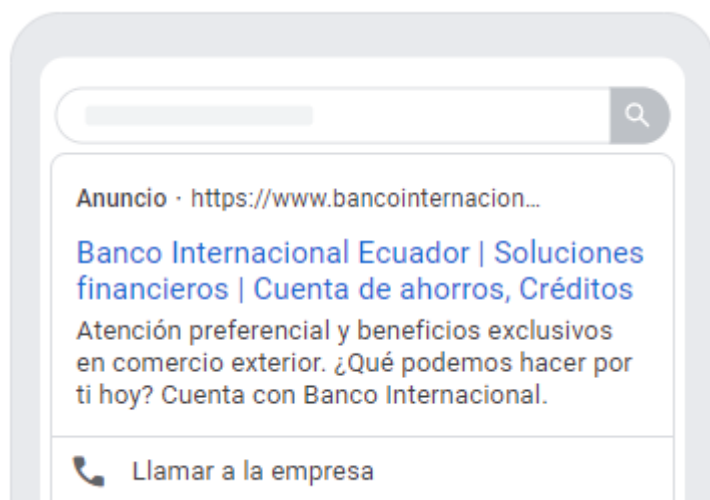 Anuncio · https://www.bancointernacion...
Banco Internacional Ecuador | Soluciones
financieros | Cuenta de ahorros, Créditos
Atención preferencial y beneficios exclusivos
en comercio exterior. ¿Qué podemos hacer por
ti hoy? Cuenta con Banco Internacional.
Llamar a la empresa